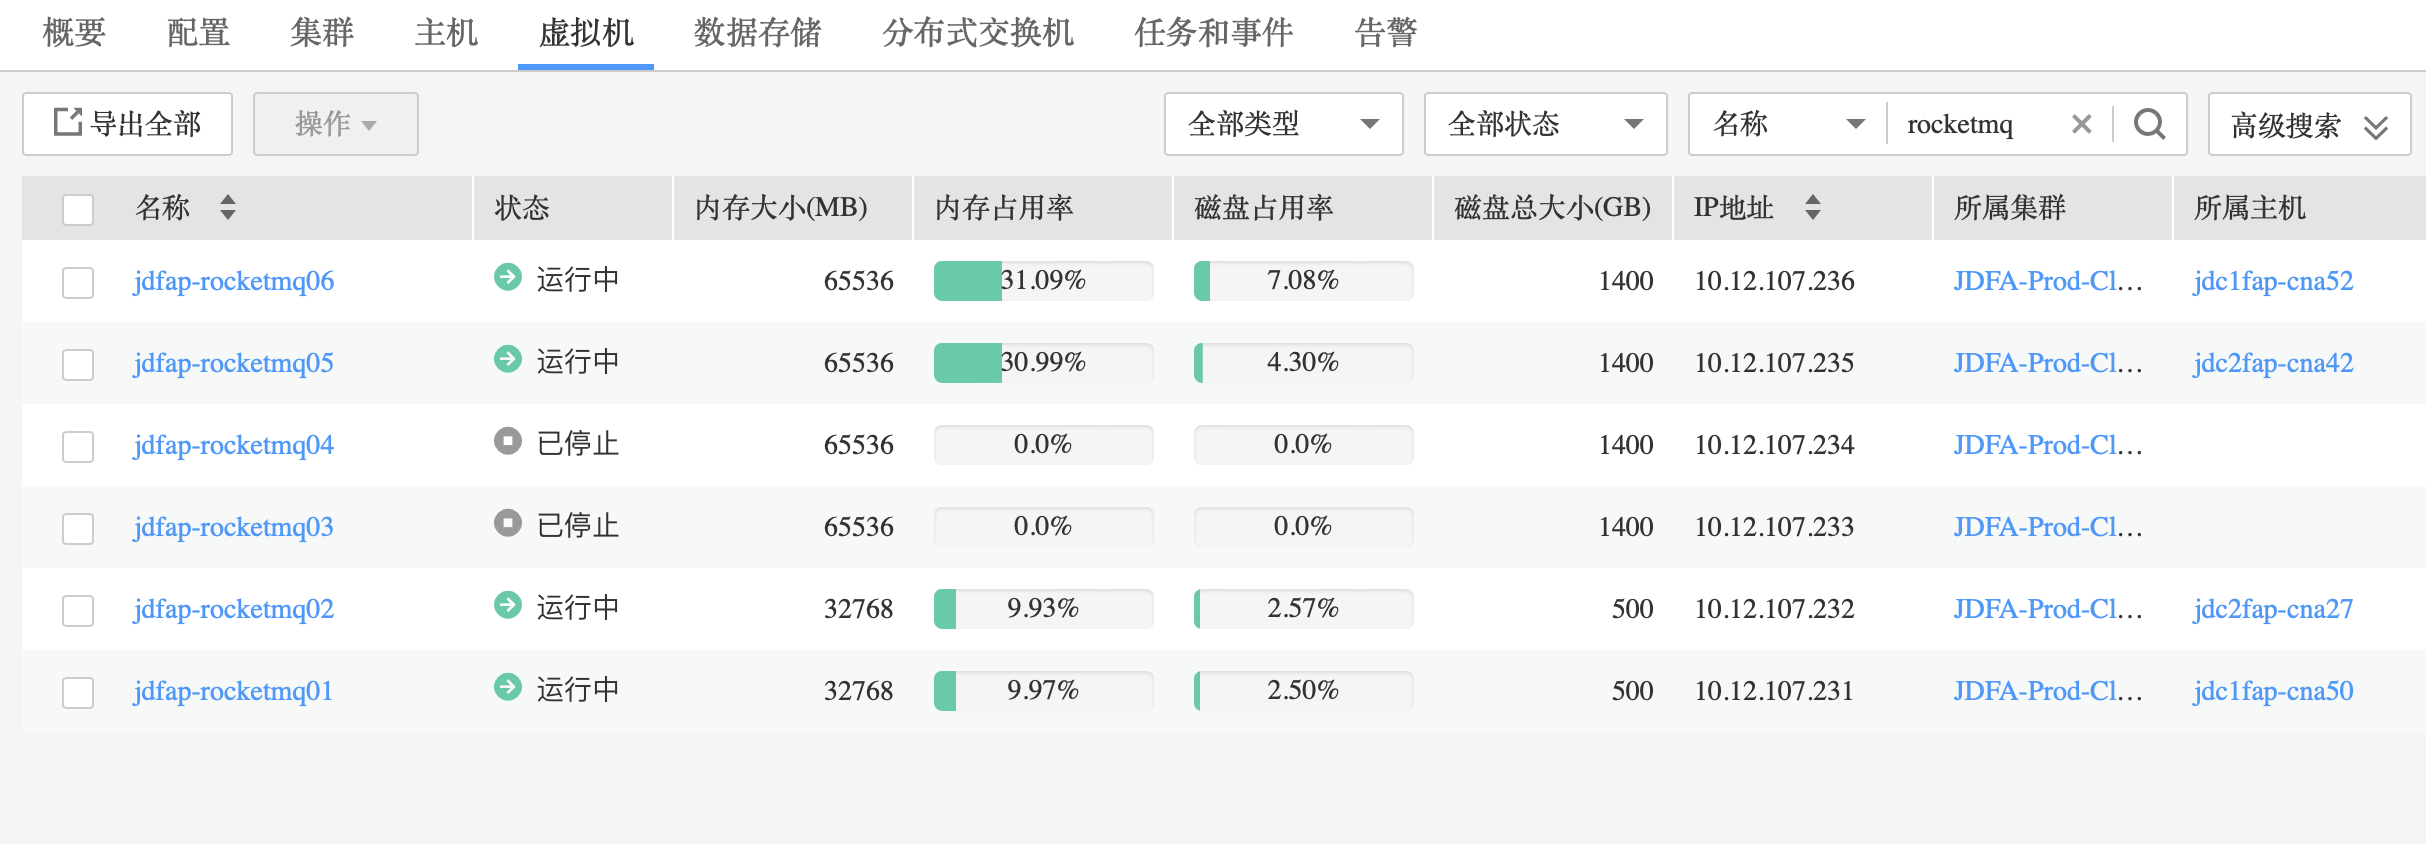 概要 配置 集群 主机 虚拟机 数据存储 分布式交换机 任务和事件 告警
导出全部 操作 全部类型 全部状态 名称 rocketmq 高级搜索
名称 状态 内存大小(MB) 内存占用率 磁盘占用率 磁盘总大小(GB) IP地址 所属集群 所属主机
jdfap-rocketmq06 运行中 65536 31.09% 7.08% 1400 10.12.107.236 JDFA-Prod-Cl... jdc1fap-cna52
jdfap-rocketmq05 运行中 65536 30.99% 4.30% 1400 10.12.107.235 JDFA-Prod-Cl... jdc2fap-cna42
jdfap-rocketmq04 已停止 65536 0.0% 0.0% 1400 10.12.107.234 JDFA-Prod-Cl...
jdfap-rocketmq03 已停止 65536 0.0% 0.0% 1400 10.12.107.233 JDFA-Prod-Cl...
jdfap-rocketmq02 运行中 32768 9.93% 2.57% 500 10.12.107.232 JDFA-Prod-Cl... jdc2fap-cna27
jdfap-rocketmq01 运行中 32768 9.97% 2.50% 500 10.12.107.231 JDFA-Prod-Cl... jdc1fap-cna50